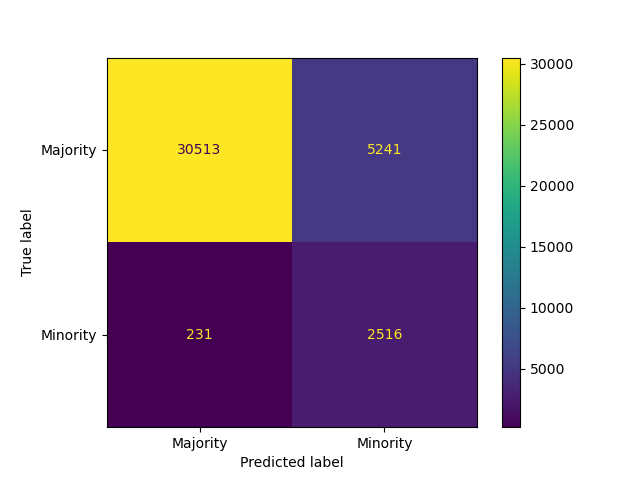 30000
Majority
30513
5241
25000
20000
True label
15000
10000
Minority
231
2516
5000
Majority
Minority
Predicted label